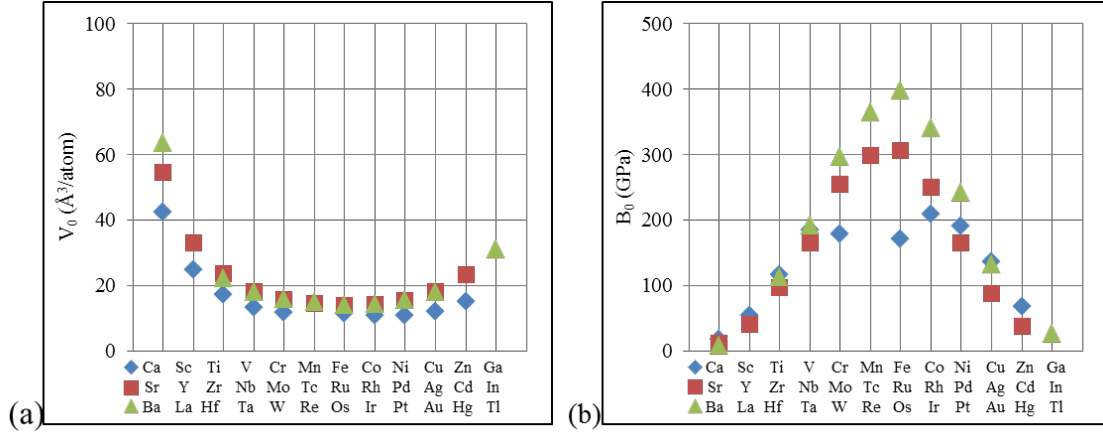 100
80
60
40
20
0
V₀ (Å³/atom)
Ca Sc Ti V Cr Mn Fe Co Ni Cu Zn Ga
Sr Y Zr Nb Mo Tc Ru Rh Pd Ag Cd In
Ba La Hf Ta W Re Os Ir Pt Au Hg Tl
(a)
500
400
300
200
100
0
B₀ (GPa)
Ca Sc Ti V Cr Mn Fe Co Ni Cu Zn Ga
Sr Y Zr Nb Mo Tc Ru Rh Pd Ag Cd In
Ba La Hf Ta W Re Os Ir Pt Au Hg Tl
(b)